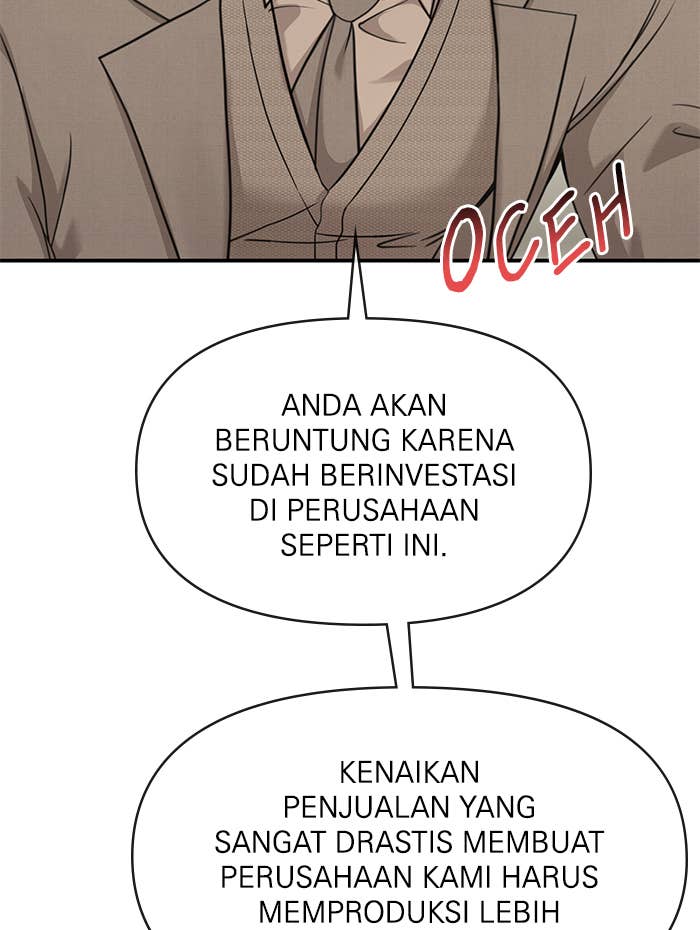 OCEH
ANDA AKAN
BERUNTUNG KARENA
SUDAH BERINVESTASI
DI PERUSAHAAN
SEPERTI INI.
KENAIKAN
PENJUALAN YANG
SANGAT DRASTIS MEMBUAT
PERUSAHAAN KAMI HARUS
MEMPRODUKSI LEBIH